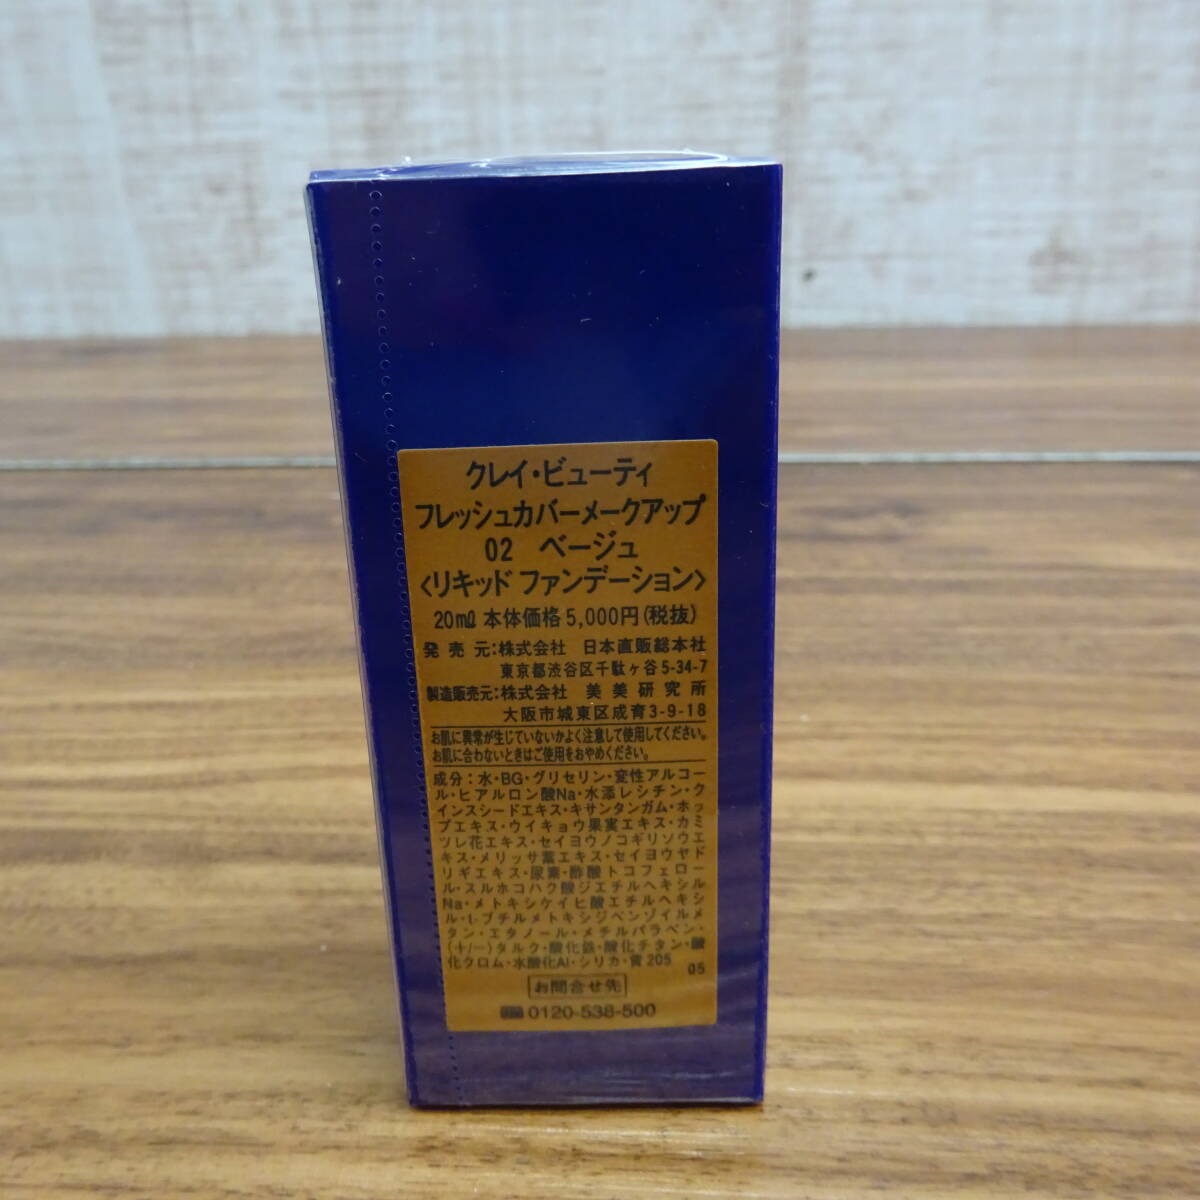 クレイ・ビューティ
フレッシュカバーメークアップ
02 ベージュ
〈リキッド ファンデーション〉
20mℓ 本体価格5,000円(税抜)
発売元:株式会社 日本直販総本社
東京都渋谷区千駄ヶ谷5-34-7
製造販売元:株式会社 美美研究所
大阪市城東区成育3-9-18
お肌に異常が生じていないかよく注意して使用してください。
お肌に合わないときはご使用をおやめください。
成分:水・BG・グリセリン・変性アルコー
ル・ヒアルロン酸Na・水添レシチン・ク
インスシードエキス・キサンタンガム・ホッ
プエキス・ウイキョウ果実エキス・カミ
ツレ花エキス・セイヨウノコギリソウエ
キス・メリッサ葉エキス・セイヨウヤド
リギエキス・尿素・酢酸トコフェロー
ル・スルホコハク酸ジエチルヘキシル
Na・メトキシケイヒ酸エチルヘキシ
ル・t-ブチルメトキシジベンゾイルメ
タン・エタノール・メチルパラベン・
(+/-)タルク・酸化鉄・酸化チタン・酸
化クロム・水酸化Al・シリカ・黄205
05
お問合せ先
0120-538-500